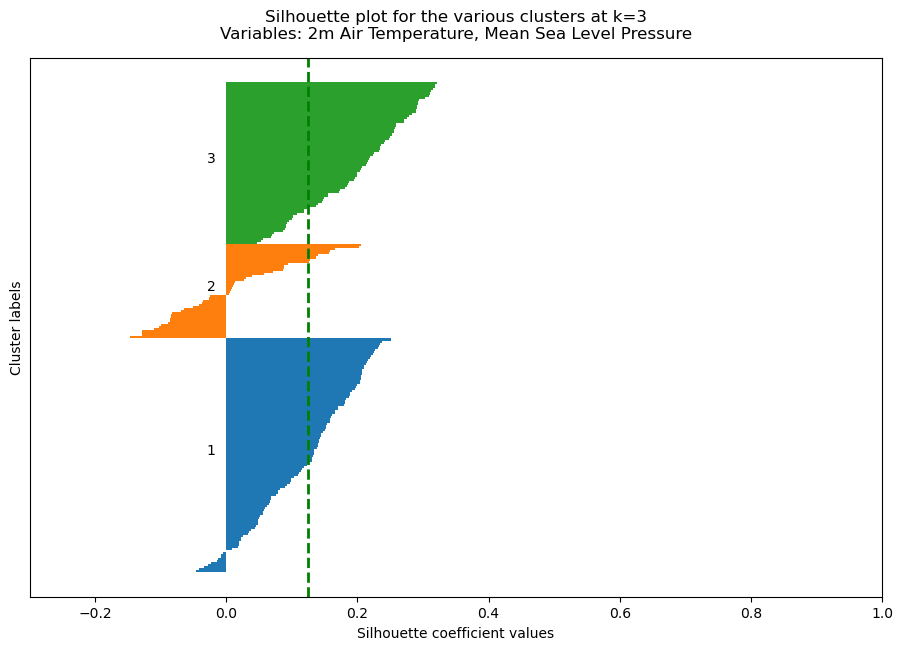 Silhouette plot for the various clusters at k=3
Variables: 2m Air Temperature, Mean Sea Level Pressure
3
2
1
Cluster labels
−0.2 0.0 0.2 0.4 0.6 0.8 1.0
Silhouette coefficient values